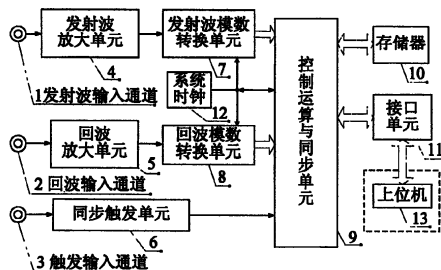 发射波
放大单元
4
发射波模数
转换单元
7
1发射波输入通道
系统
时钟
12
回波
放大单元
5
回波模数
转换单元
8
2 回波输入通道
同步触发单元
6
3 触发输入通道
控制运算与同步单元
9
存储器
10
接口
单元
11
上位机
13